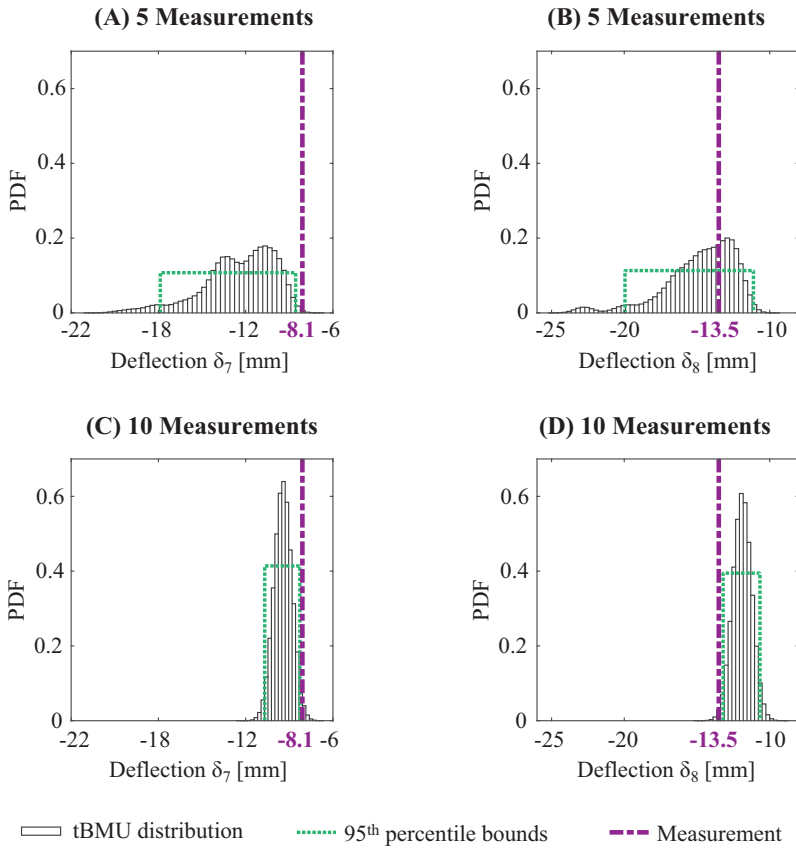 (A) 5 Measurements
(B) 5 Measurements
PDF
0.6
0.4
0.2
0
-22
-18
-12
-8.1
-6
Deflection δ7 [mm]
PDF
0.6
0.4
0.2
0
-25
-20
-13.5
-10
Deflection δ8 [mm]
(C) 10 Measurements
(D) 10 Measurements
PDF
0.6
0.4
0.2
0
-22
-18
-12
-8.1
-6
Deflection δ7 [mm]
PDF
0.6
0.4
0.2
0
-25
-20
-13.5
-10
Deflection δ8 [mm]
tBMU distribution
95th percentile bounds
Measurement